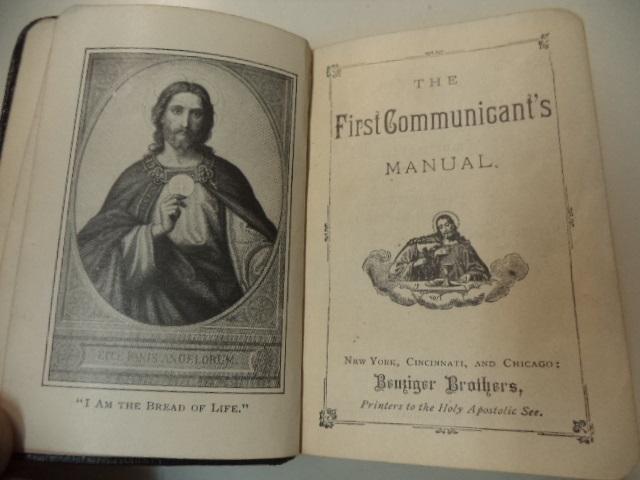 ECCE PANIS ANGELORUM
"I AM THE BREAD OF LIFE."
THE
First Communicant's
MANUAL.
NEW YORK, CINCINNATI, AND CHICAGO:
Benziger Brothers,
Printers to the Holy Apostolic See.